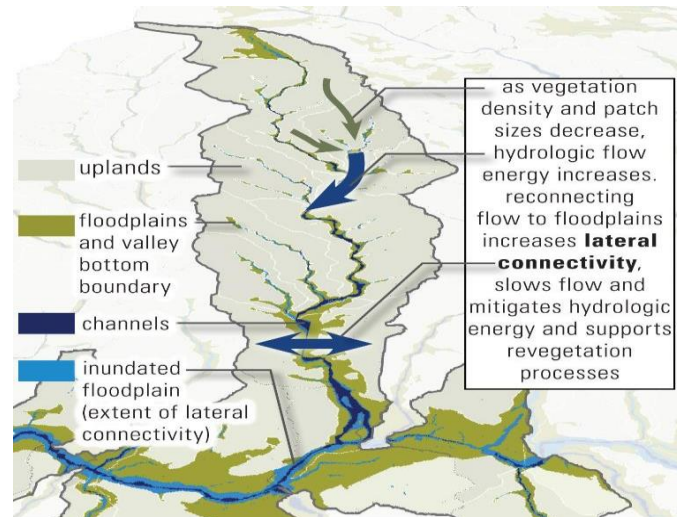 uplands
floodplains
and valley
bottom
boundary
channels
inundated
floodplain
(extent of lateral
connectivity)
as vegetation
density and patch
sizes decrease,
hydrologic flow
energy increases.
reconnecting
flow to floodplains
increases lateral
connectivity,
slows flow and
mitigates hydrologic
energy and supports
revegetation
processes